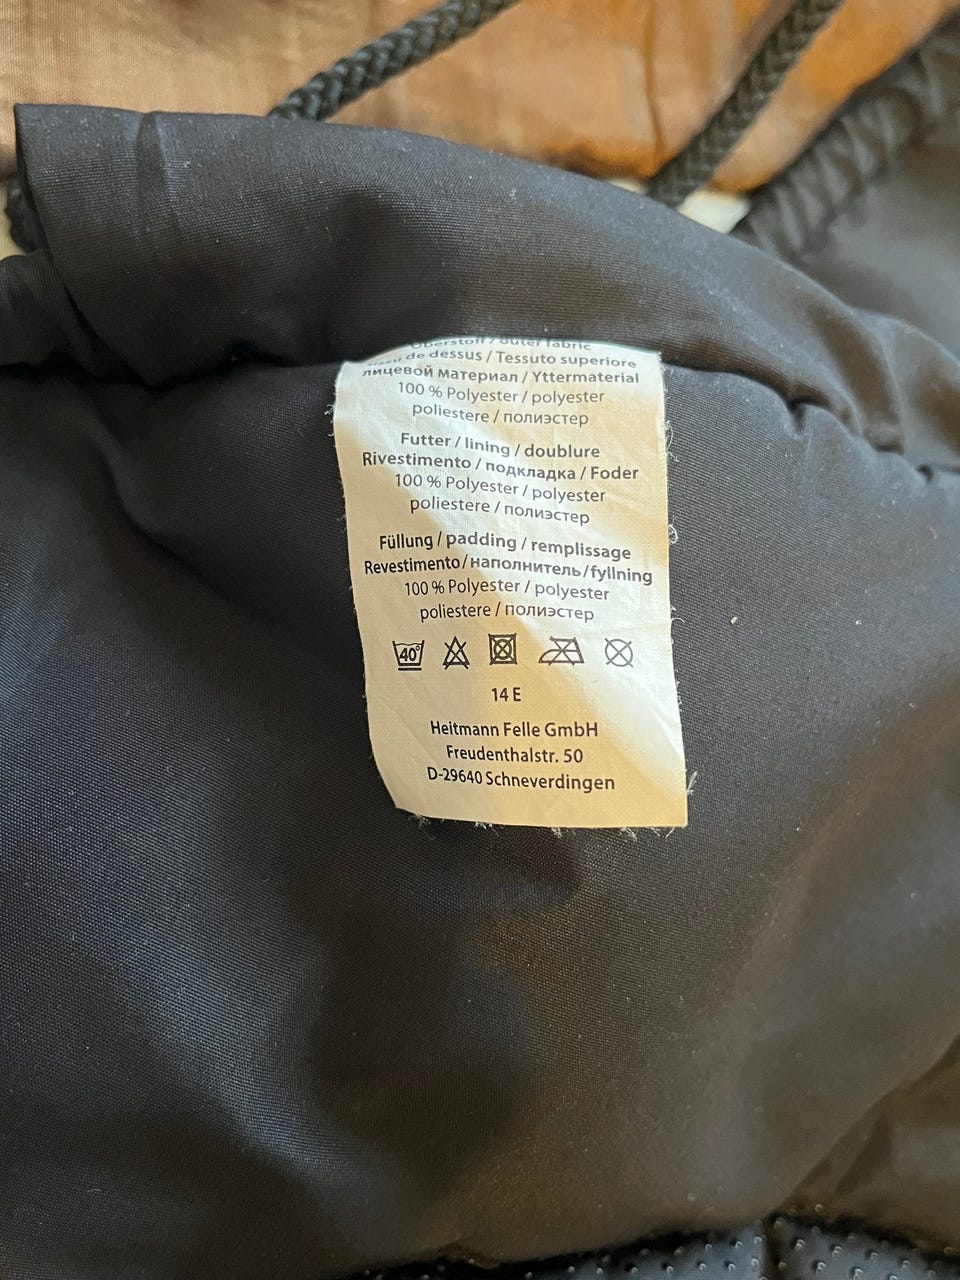 Oberstoff / outer fabric
de dessus / Tessuto superiore
лицевой материал / Yttermaterial
100 % Polyester / polyester
poliestere / полиэстер
Futter / lining / doublure
Rivestimento / подкладка / Foder
100 % Polyester / polyester
poliestere / полиэстер
Füllung / padding / remplissage
Revestimento / наполнитель / fyllning
100 % Polyester / polyester
poliestere / полиэстер
40°
14 E
Heitmann Felle GmbH
Freudenthalstr. 50
D-29640 Schneverdingen